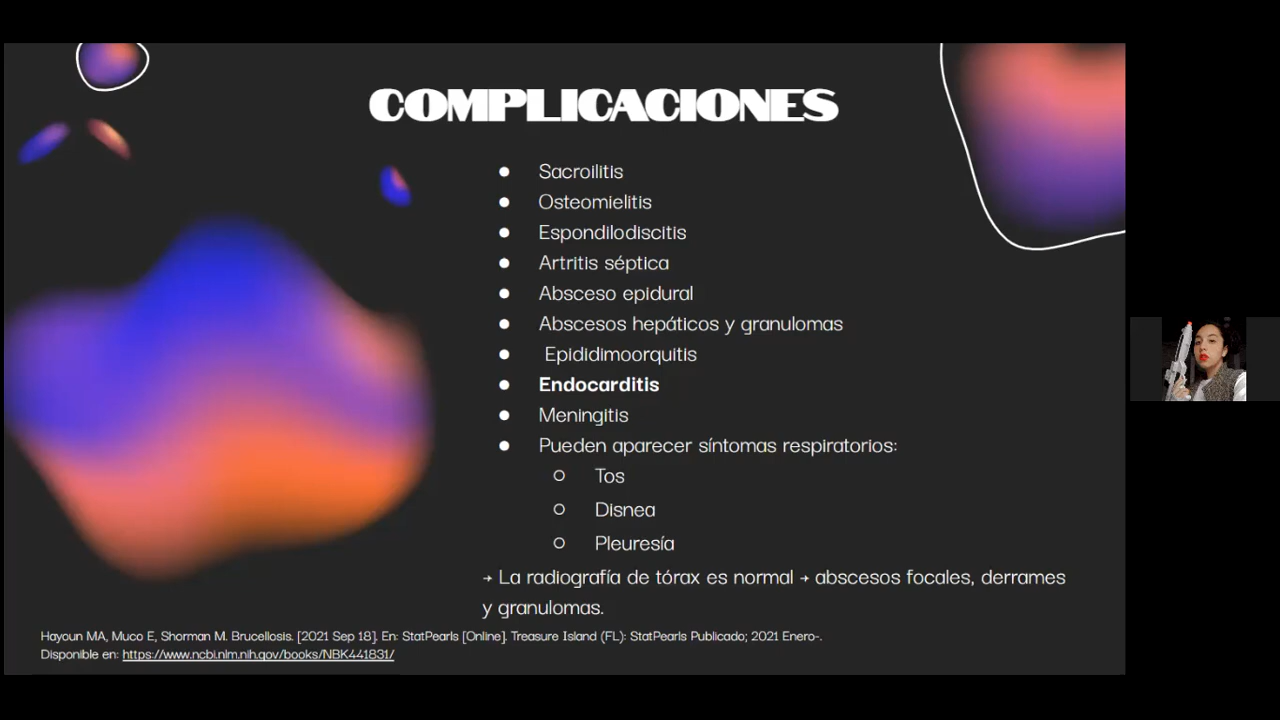 COMPLICACIONES
● Sacroilitis
● Osteomielitis
● Espondilodiscitis
● Artritis séptica
● Absceso epidural
● Abscesos hepáticos y granulomas
● Epididimoorquitis
● Endocarditis
● Meningitis
● Pueden aparecer síntomas respiratorios:
○ Tos
○ Disnea
○ Pleuresía
→ La radiografía de tórax es normal → abscesos focales, derrames
y granulomas.
Hayoun MA, Muco E, Shorman M. Brucellosis. [2021 Sep 18]. En: StatPearls [Online]. Treasure Island (FL): StatPearls Publicado; 2021 Enero-.
Disponible en: https://www.ncbi.nlm.nih.gov/books/NBK441831/